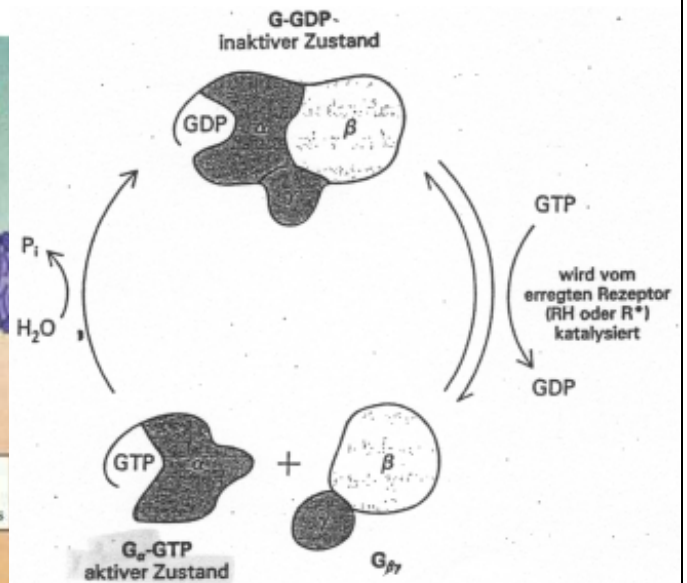 G-GDP-
inaktiver Zustand
GDP
α
β
γ
GTP
wird vom
erregten Rezeptor
(RH oder R*)
katalysiert
GDP
Pi
H2O
,
GTP
α
+
β
γ
Gα-GTP
aktiver Zustand
Gβγ
s